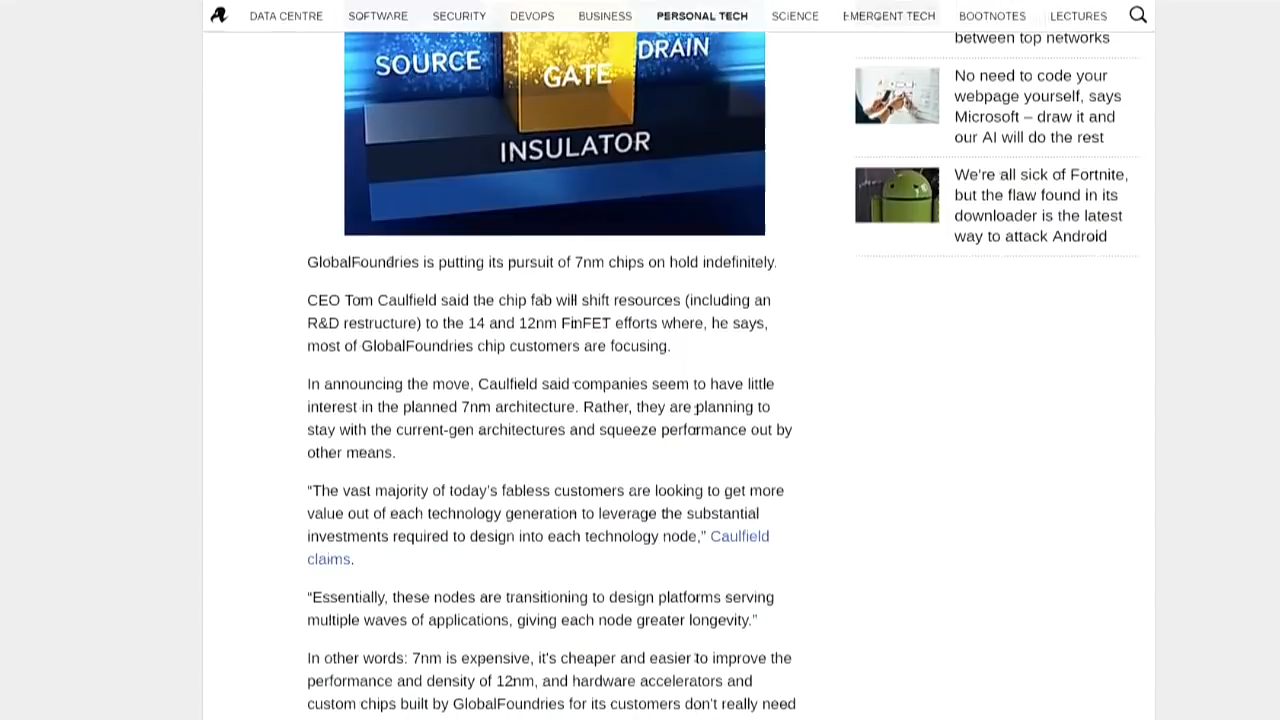 DATA CENTRE SOFTWARE SECURITY DEVOPS BUSINESS PERSONAL TECH SCIENCE EMERGENT TECH BOOTNOTES LECTURES
SOURCE
GATE
DRAIN
INSULATOR
GlobalFoundries is putting its pursuit of 7nm chips on hold indefinitely.
CEO Tom Caulfield said the chip fab will shift resources (including an
R&D restructure) to the 14 and 12nm FinFET efforts where, he says,
most of GlobalFoundries chip customers are focusing.
In announcing the move, Caulfield said companies seem to have little
interest in the planned 7nm architecture. Rather, they are planning to
stay with the current-gen architectures and squeeze performance out by
other means.
"The vast majority of today's fabless customers are looking to get more
value out of each technology generation to leverage the substantial
investments required to design into each technology node," Caulfield
claims.
"Essentially, these nodes are transitioning to design platforms serving
multiple waves of applications, giving each node greater longevity."
In other words: 7nm is expensive, it's cheaper and easier to improve the
performance and density of 12nm, and hardware accelerators and
custom chips built by GlobalFoundries for its customers don't really need
between top networks
No need to code your
webpage yourself, says
Microsoft – draw it and
our AI will do the rest
We're all sick of Fortnite,
but the flaw found in its
downloader is the latest
way to attack Android